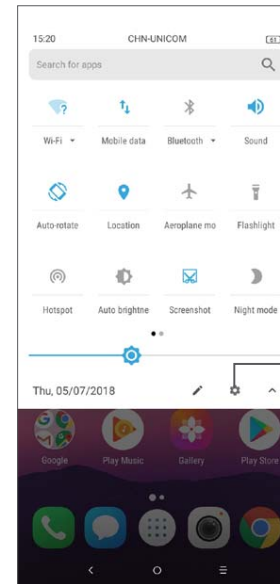 15:20 CHN-UNICOM 61
Search for apps
Wi-Fi Mobile data Bluetooth Sound
Auto-rotate Location Aeroplane mo Flashlight
Hotspot Auto brightne Screenshot Night mode
Thu, 05/07/2018
Google Play Music Gallery Play Store